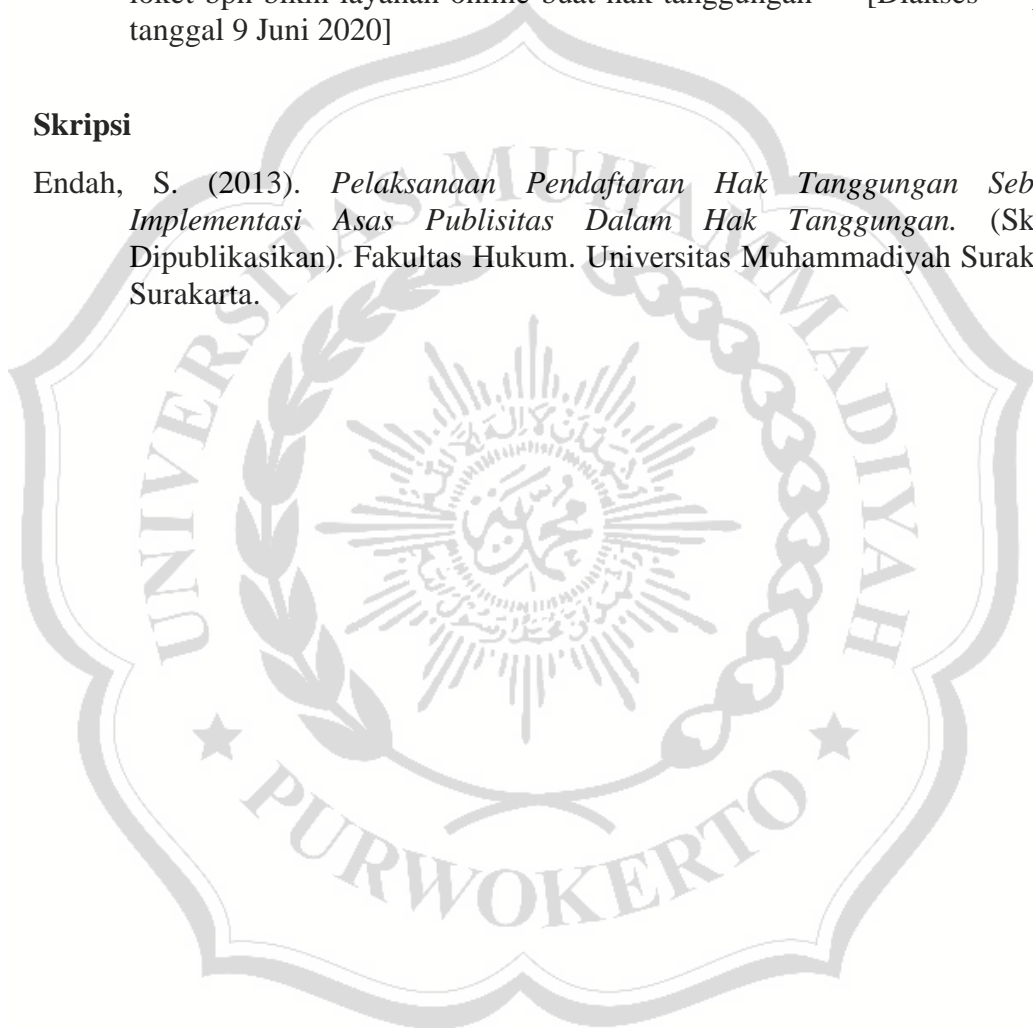 loket-bpn-bikin-layanan-online-buat-hak-tanggungan [Diakses
tanggal 9 Juni 2020]
Skripsi
Endah, S. (2013). Pelaksanaan Pendaftaran Hak Tanggungan Seb
Implementasi Asas Publisitas Dalam Hak Tanggungan. (Sk
Dipublikasikan). Fakultas Hukum. Universitas Muhammadiyah Surak
Surakarta.
UNIVERSITAS MUHAMMADIYAH
PURWOKERTO